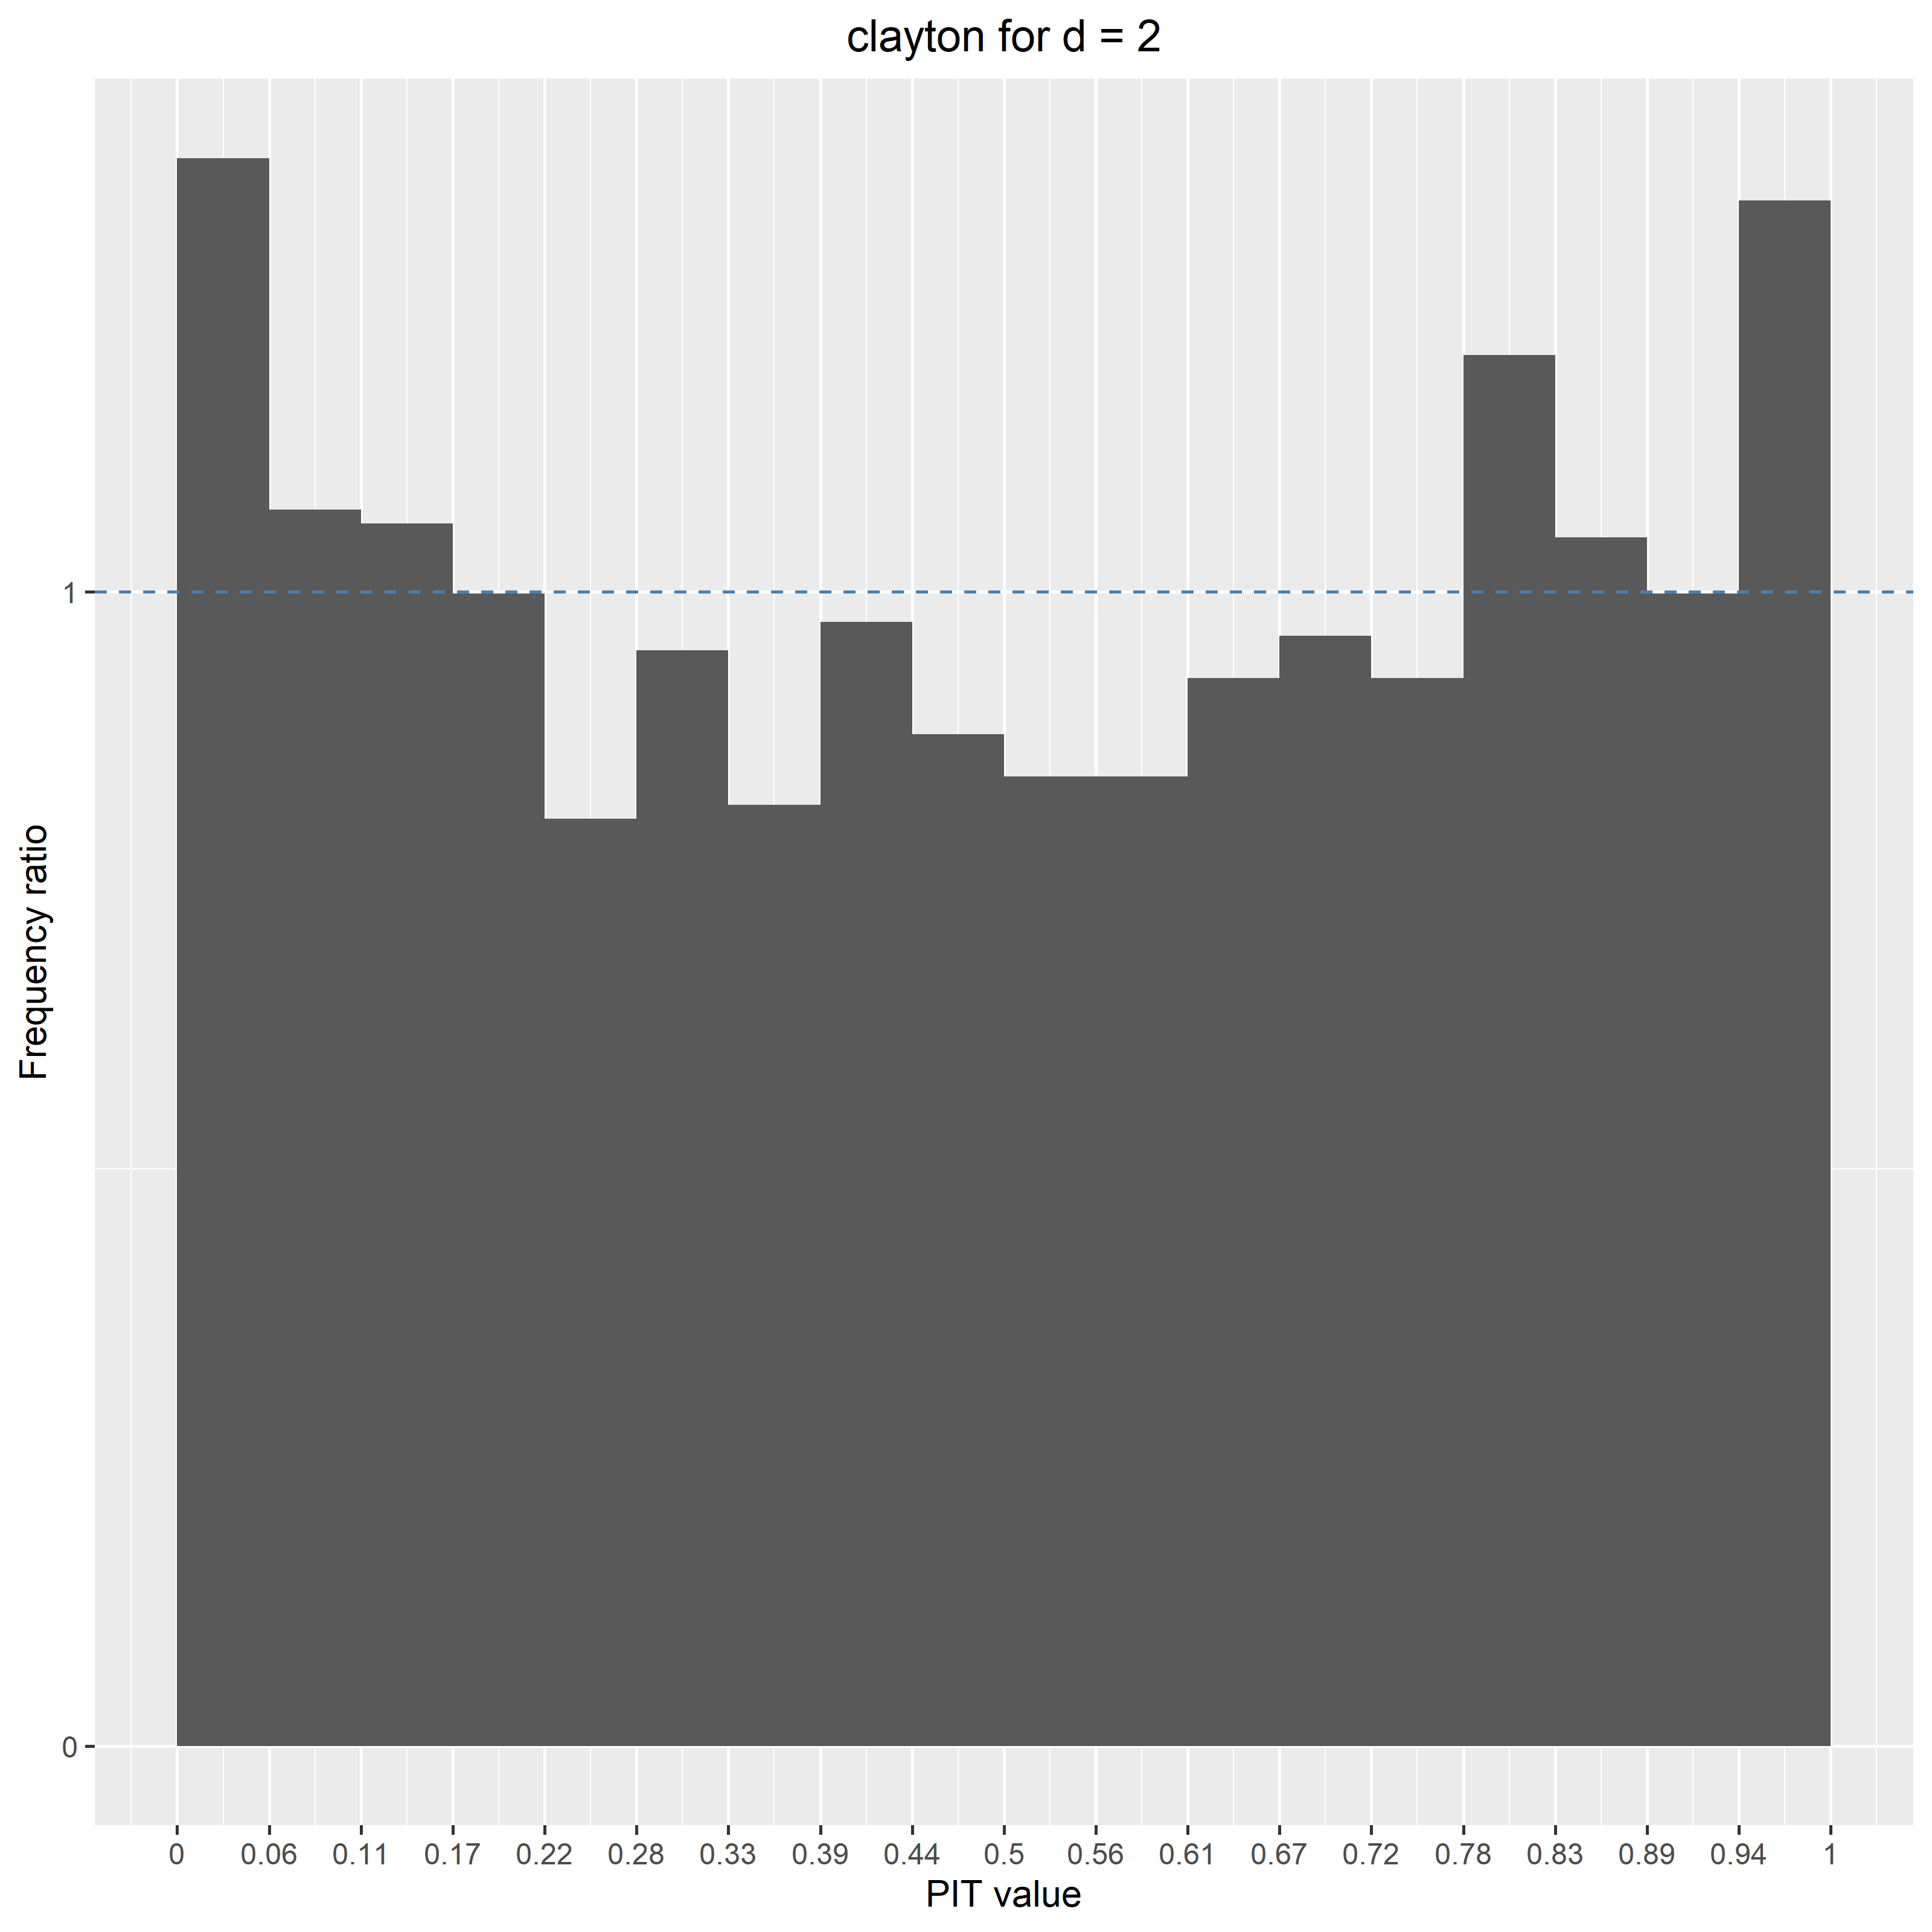 clayton for d = 2
Frequency ratio
1
0
0 0.06 0.11 0.17 0.22 0.28 0.33 0.39 0.44 0.5 0.56 0.61 0.67 0.72 0.78 0.83 0.89 0.94 1
PIT value